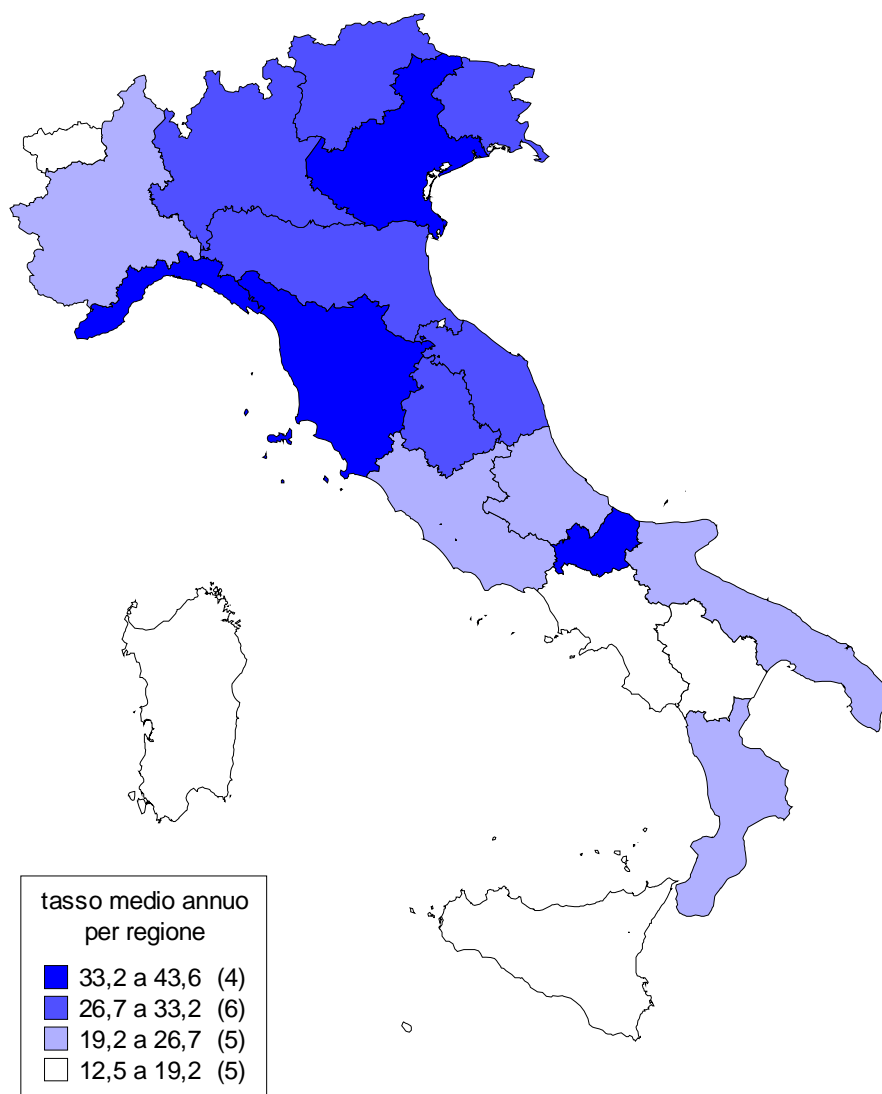 tasso medio annuo
per regione
33,2 a 43,6 (4)
26,7 a 33,2 (6)
19,2 a 26,7 (5)
12,5 a 19,2 (5)